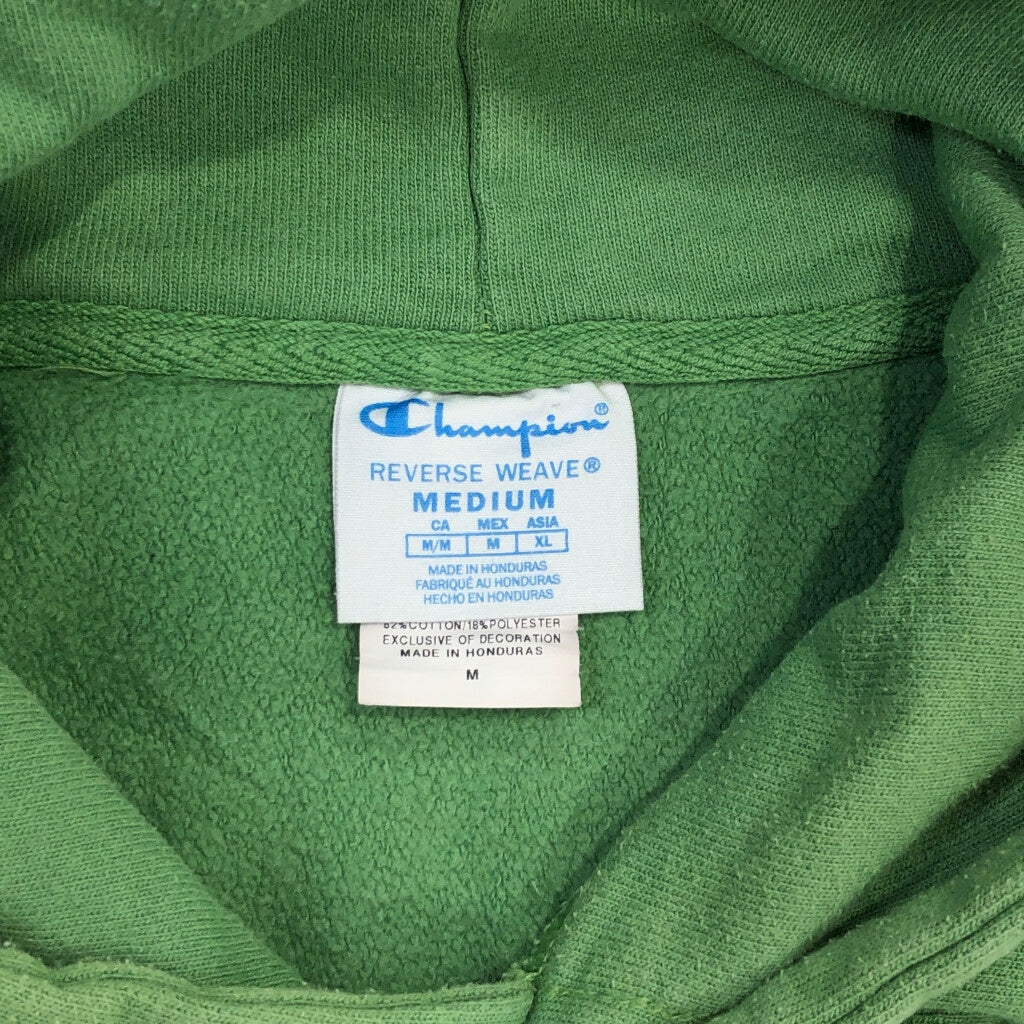 Champion®
REVERSE WEAVE®
MEDIUM
CA MEX ASIA
M/M M XL
MADE IN HONDURAS
FABRIQUÉ AU HONDURAS
HECHO EN HONDURAS
82%COTTON/18%POLYESTER
EXCLUSIVE OF DECORATION
MADE IN HONDURAS
M